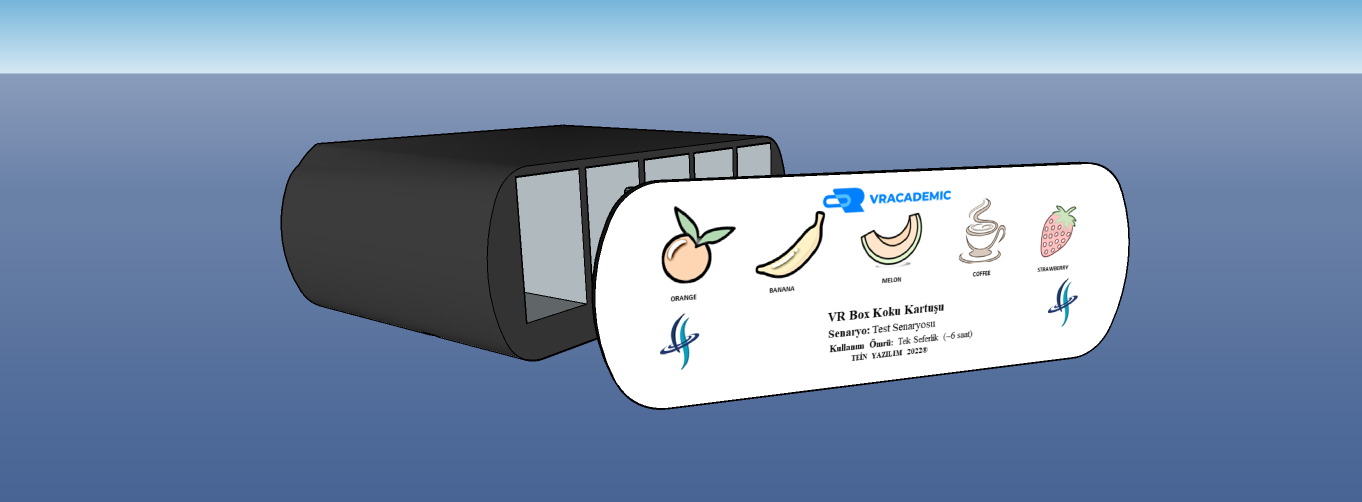 VRACADEMIC
ORANGE
BANANA
MELON
COFFEE
STRAWBERRY
VR Box Koku Kartuşu
Senaryo: Test Senaryosu
Kullanım Ömrü: Tek Seferlik (~6 saat)
TEİN YAZILIM 2022®